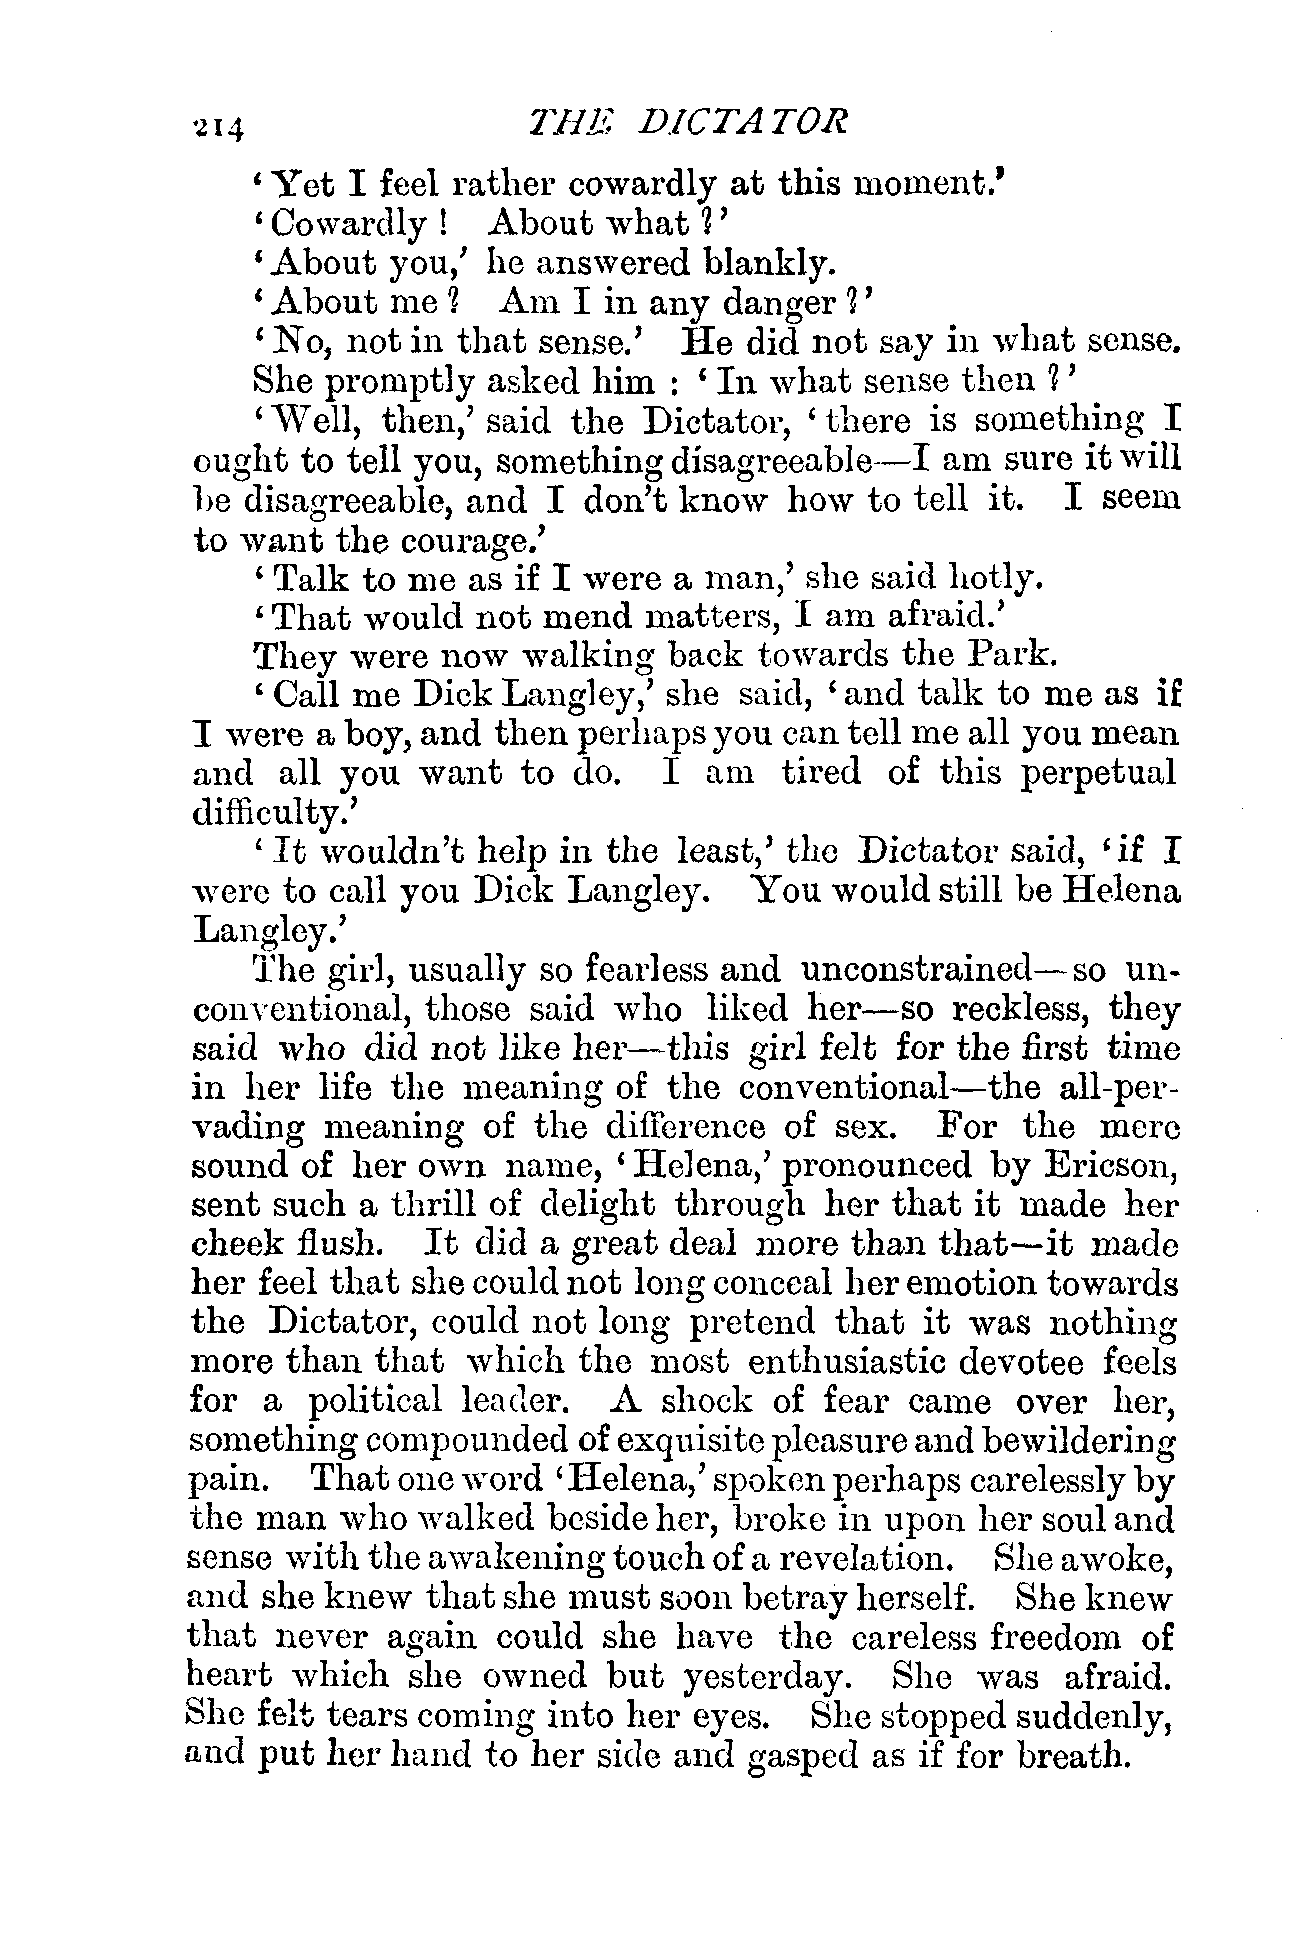 214 THE DICTATOR
'Yet I feel rather cowardly at this moment.'
'Cowardly! About what?'
'About you,' he answered blankly.
'About me? Am I in any danger?'
'No, not in that sense.' He did not say in what sense.
She promptly asked him: 'In what sense then?'
'Well, then,' said the Dictator, 'there is something I
ought to tell you, something disagreeable—I am sure it will
be disagreeable, and I don't know how to tell it. I seem
to want the courage.'
'Talk to me as if I were a man,' she said hotly.
'That would not mend matters, I am afraid.'
They were now walking back towards the Park.
'Call me Dick Langley,' she said, 'and talk to me as if
I were a boy, and then perhaps you can tell me all you mean
and all you want to do. I am tired of this perpetual
difficulty.'
'It wouldn't help in the least,' the Dictator said, 'if I
were to call you Dick Langley. You would still be Helena
Langley.'
The girl, usually so fearless and unconstrained—so un-
conventional, those said who liked her—so reckless, they
said who did not like her—this girl felt for the first time
in her life the meaning of the conventional—the all-per-
vading meaning of the difference of sex. For the mere
sound of her own name, 'Helena,' pronounced by Ericson,
sent such a thrill of delight through her that it made her
cheek flush. It did a great deal more than that—it made
her feel that she could not long conceal her emotion towards
the Dictator, could not long pretend that it was nothing
more than that which the most enthusiastic devotee feels
for a political leader. A shock of fear came over her,
something compounded of exquisite pleasure and bewildering
pain. That one word 'Helena,' spoken perhaps carelessly by
the man who walked beside her, broke in upon her soul and
sense with the awakening touch of a revelation. She awoke,
and she knew that she must soon betray herself. She knew
that never again could she have the careless freedom of
heart which she owned but yesterday. She was afraid.
She felt tears coming into her eyes. She stopped suddenly,
and put her hand to her side and gasped as if for breath.